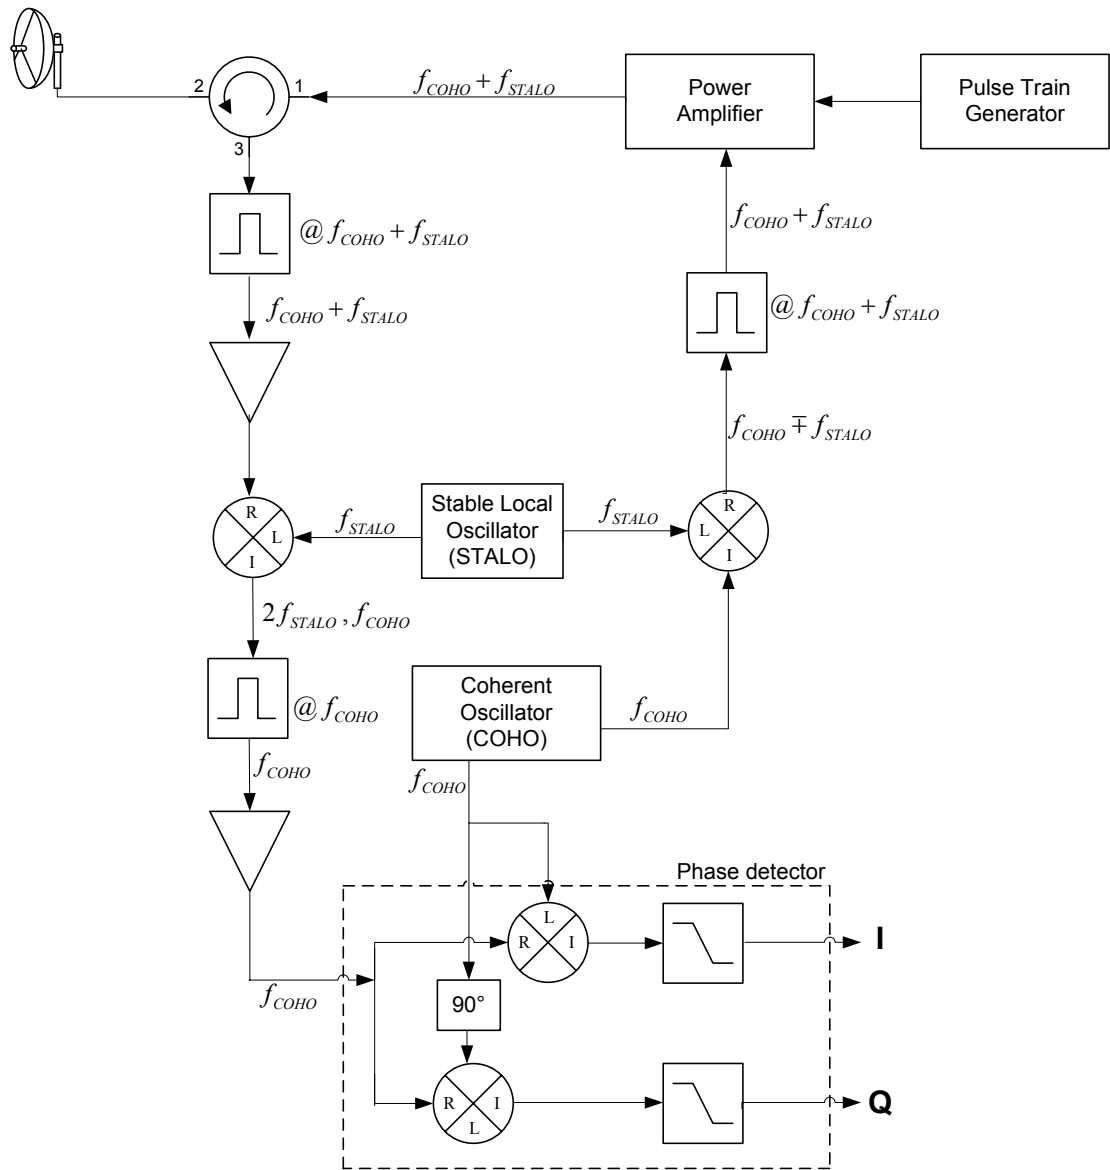 2
1
3
f_COHO + f_STALO
Power
Amplifier
Pulse Train
Generator
@ f_COHO + f_STALO
f_COHO + f_STALO
f_COHO + f_STALO
@ f_COHO + f_STALO
f_COHO ∓ f_STALO
R
L
I
f_STALO
Stable Local
Oscillator
(STALO)
f_STALO
R
L
I
2 f_STALO , f_COHO
@ f_COHO
f_COHO
Coherent
Oscillator
(COHO)
f_COHO
f_COHO
Phase detector
L
R
I
I
f_COHO
90°
R
I
L
Q